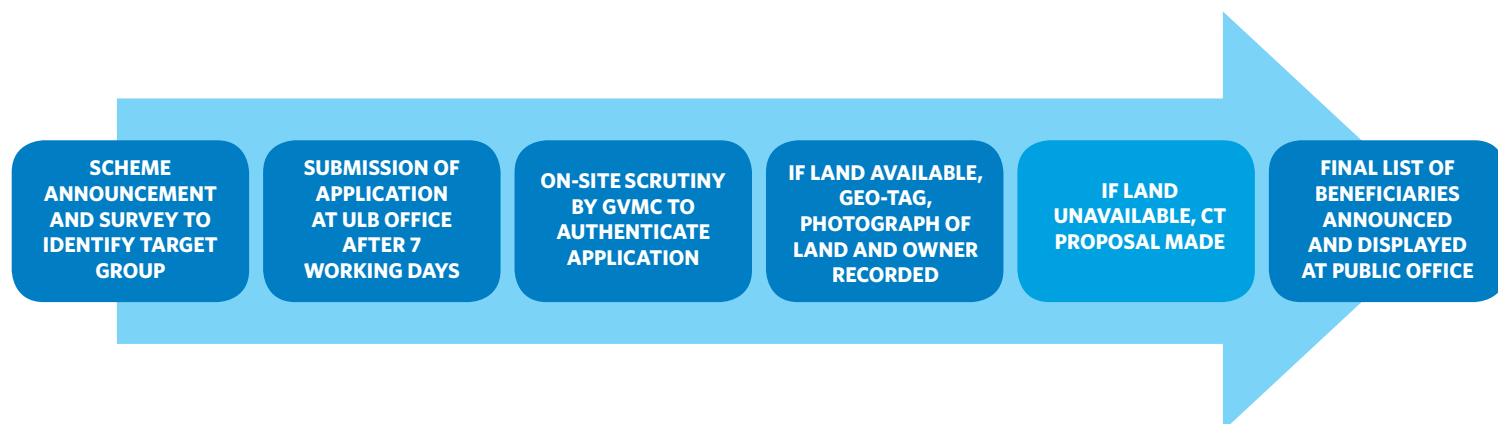 SCHEME
ANNOUNCEMENT
AND SURVEY TO
IDENTIFY TARGET
GROUP
SUBMISSION OF
APPLICATION
AT ULB OFFICE
AFTER 7
WORKING DAYS
ON-SITE SCRUTINY
BY GVMC TO
AUTHENTICATE
APPLICATION
IF LAND AVAILABLE,
GEO-TAG,
PHOTOGRAPH OF
LAND AND OWNER
RECORDED
IF LAND
UNAVAILABLE, CT
PROPOSAL MADE
FINAL LIST OF
BENEFICIARIES
ANNOUNCED
AND DISPLAYED
AT PUBLIC OFFICE